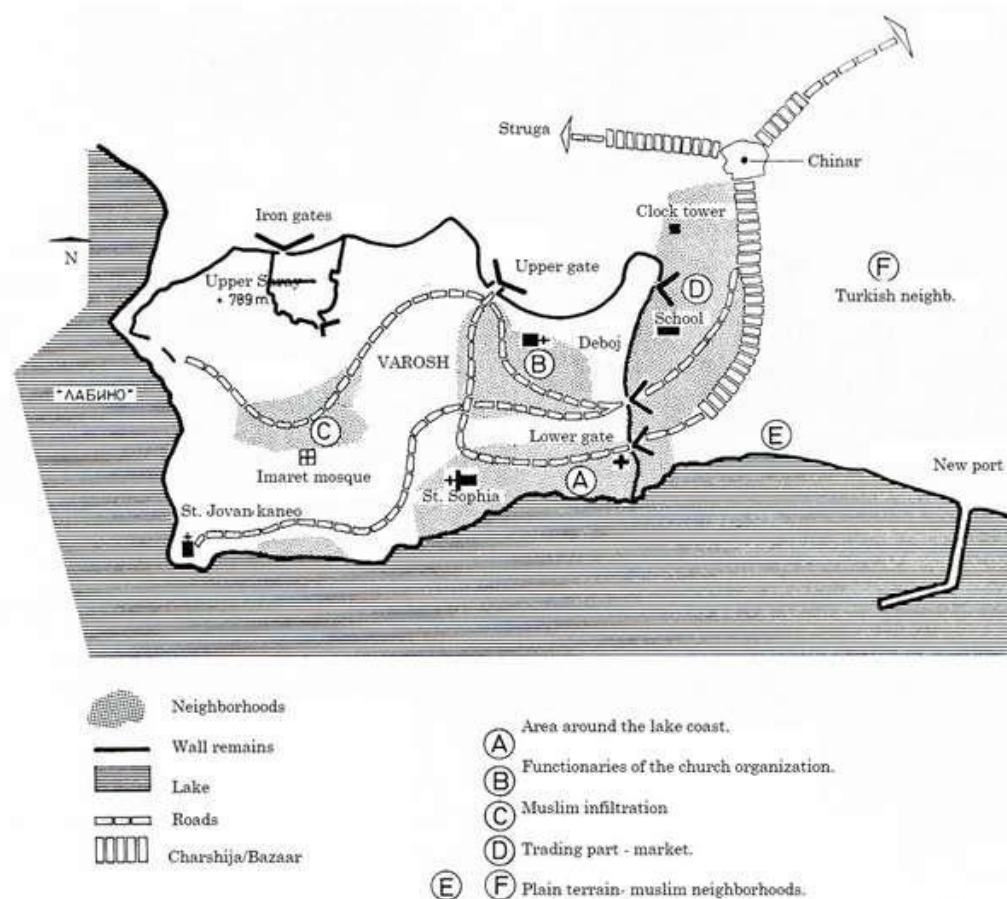 Struga
Chinar
Clock tower
Iron gates
N
Upper Saray
+ 789 m
Upper gate
F
Turkish neighb.
D
School
Deboj
B
VAROSH
"ЛАБИНО"
C
Imaret mosque
Lower gate
E
New port
St. Sophia
A
St. Jovan kaneo
Neighborhoods
Wall remains
Lake
Roads
Charshija/Bazaar
A Area around the lake coast.
B Functionaries of the church organization.
C Muslim infiltration
D Trading part - market.
E F Plain terrain- muslim neighborhoods.